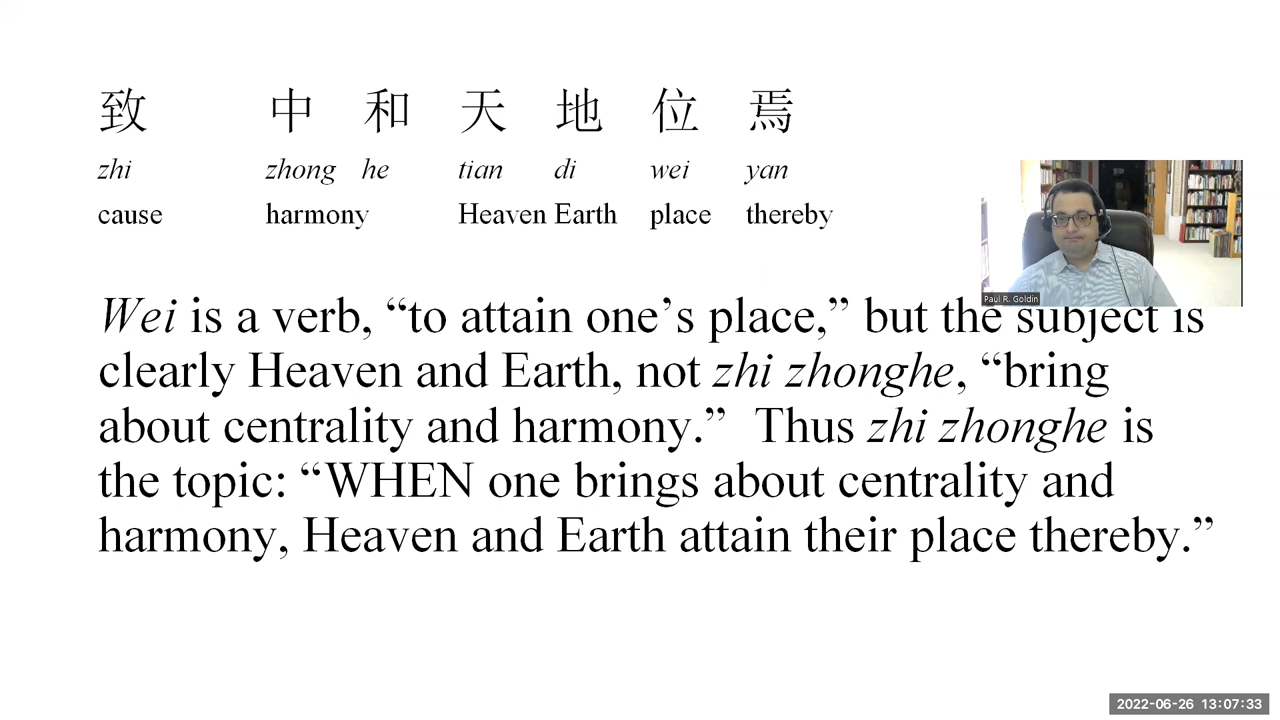 致 中 和 天 地 位 焉
zhi zhong he tian di wei yan
cause harmony Heaven Earth place thereby
Wei is a verb, “to attain one’s place,” but the subject is
clearly Heaven and Earth, not zhi zhonghe, “bring
about centrality and harmony.” Thus zhi zhonghe is
the topic: “WHEN one brings about centrality and
harmony, Heaven and Earth attain their place thereby.”
Paul R. Goldin
2022-06-26 13:07:33